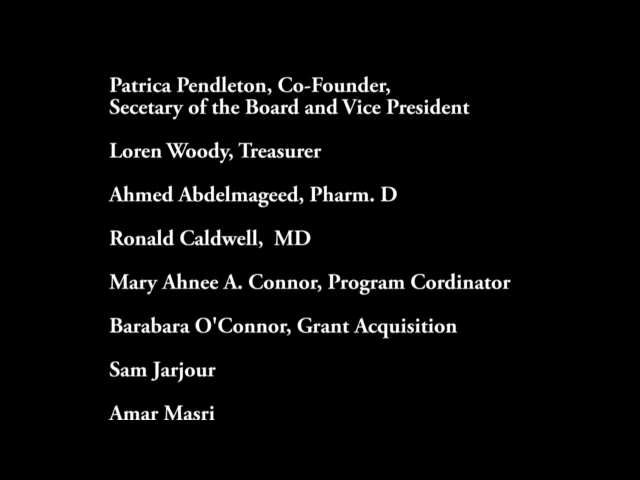 Patrica Pendleton, Co-Founder,
Secetary of the Board and Vice President
Loren Woody, Treasurer
Ahmed Abdelmageed, Pharm. D
Ronald Caldwell,  MD
Mary Ahnee A. Connor, Program Cordinator
Barabara O'Connor, Grant Acquisition
Sam Jarjour
Amar Masri